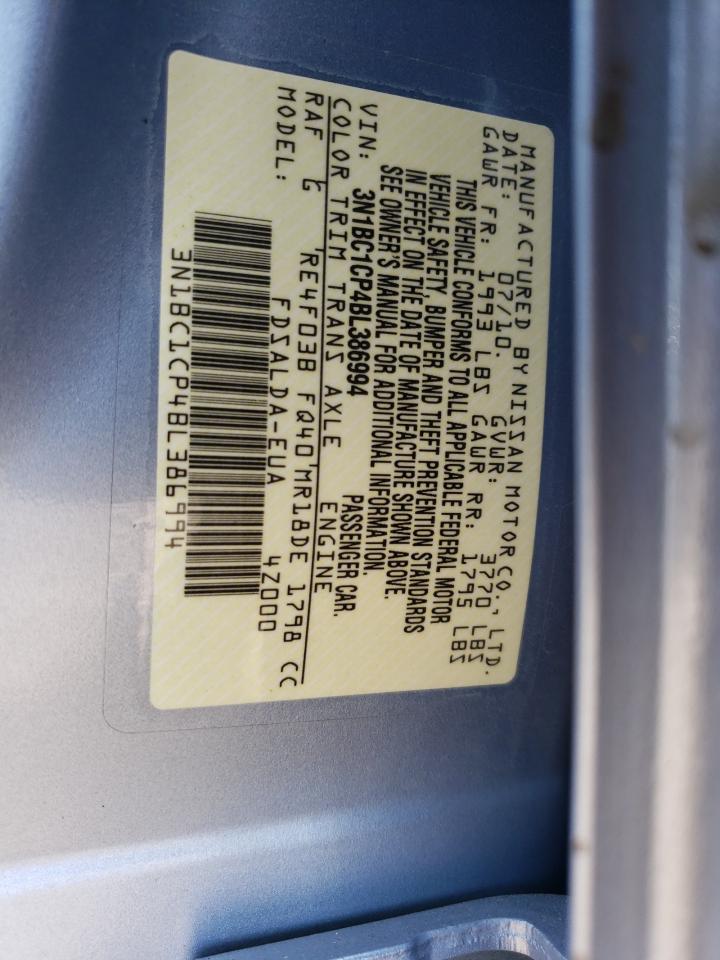 MANUFACTURED BY NISSAN MOTOR CO., LTD.
DATE: 07/10. GVWR: 3770 LBS
GAWR FR: 1993 LBS GAWR RR: 1795 LBS
THIS VEHICLE CONFORMS TO ALL APPLICABLE FEDERAL MOTOR
VEHICLE SAFETY, BUMPER AND THEFT PREVENTION STANDARDS
IN EFFECT ON THE DATE OF MANUFACTURE SHOWN ABOVE.
SEE OWNER'S MANUAL FOR ADDITIONAL INFORMATION.
VIN: 3N1BC1CP4BL386994 PASSENGER CAR.
COLOR TRIM TRANS AXLE ENGINE
RAF G RE4F03B FQ40 MR18DE 1798 CC
MODEL: FDSALDA-EUA 4Z000
3N1BC1CP4BL386994